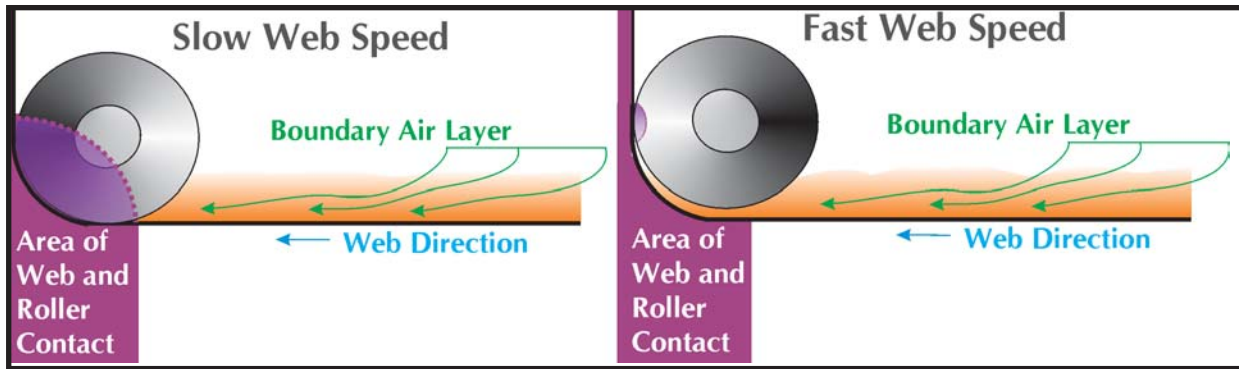 Slow Web Speed
Boundary Air Layer
Web Direction
Area of
Web and
Roller
Contact
Fast Web Speed
Boundary Air Layer
Web Direction
Area of
Web and
Roller
Contact